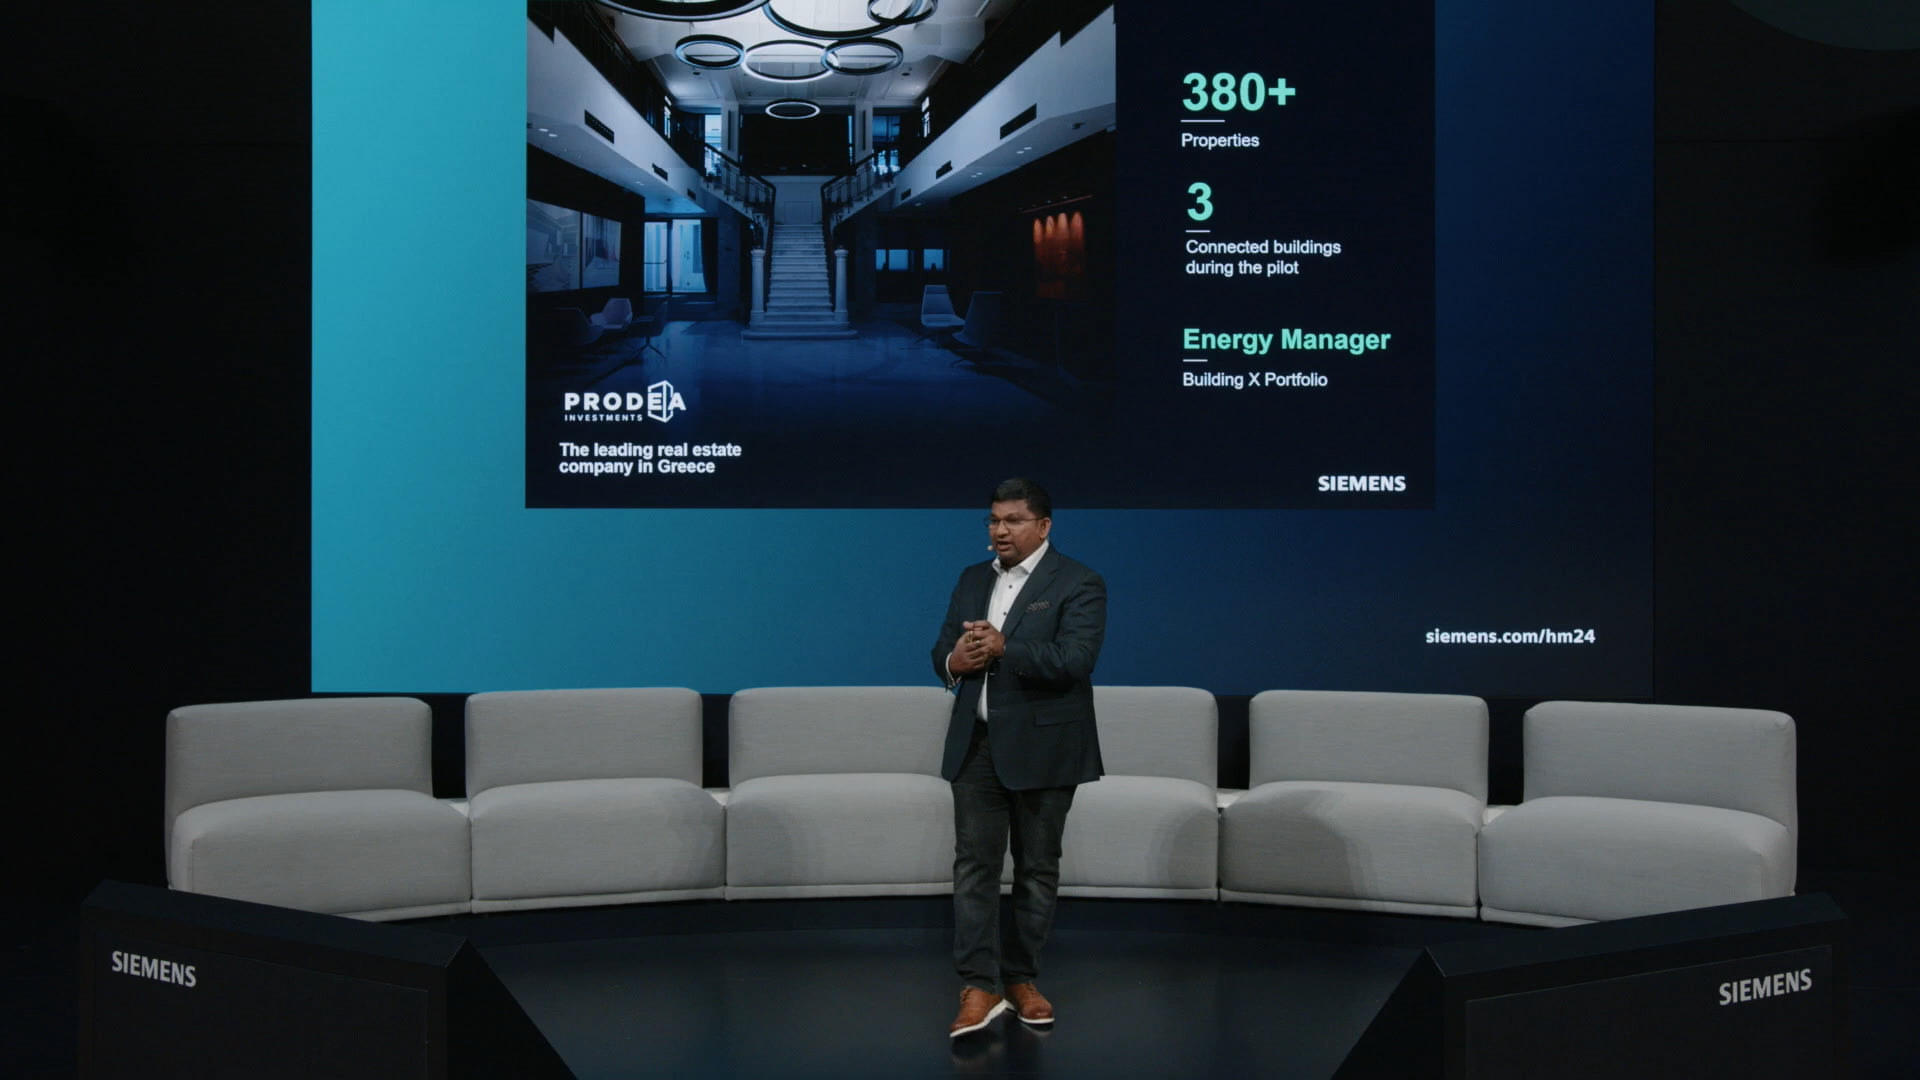 380+
Properties
3
Connected buildings
during the pilot
Energy Manager
Building X Portfolio
PRODEA
INVESTMENTS
The leading real estate
company in Greece
SIEMENS
siemens.com/hm24
SIEMENS
SIEMENS